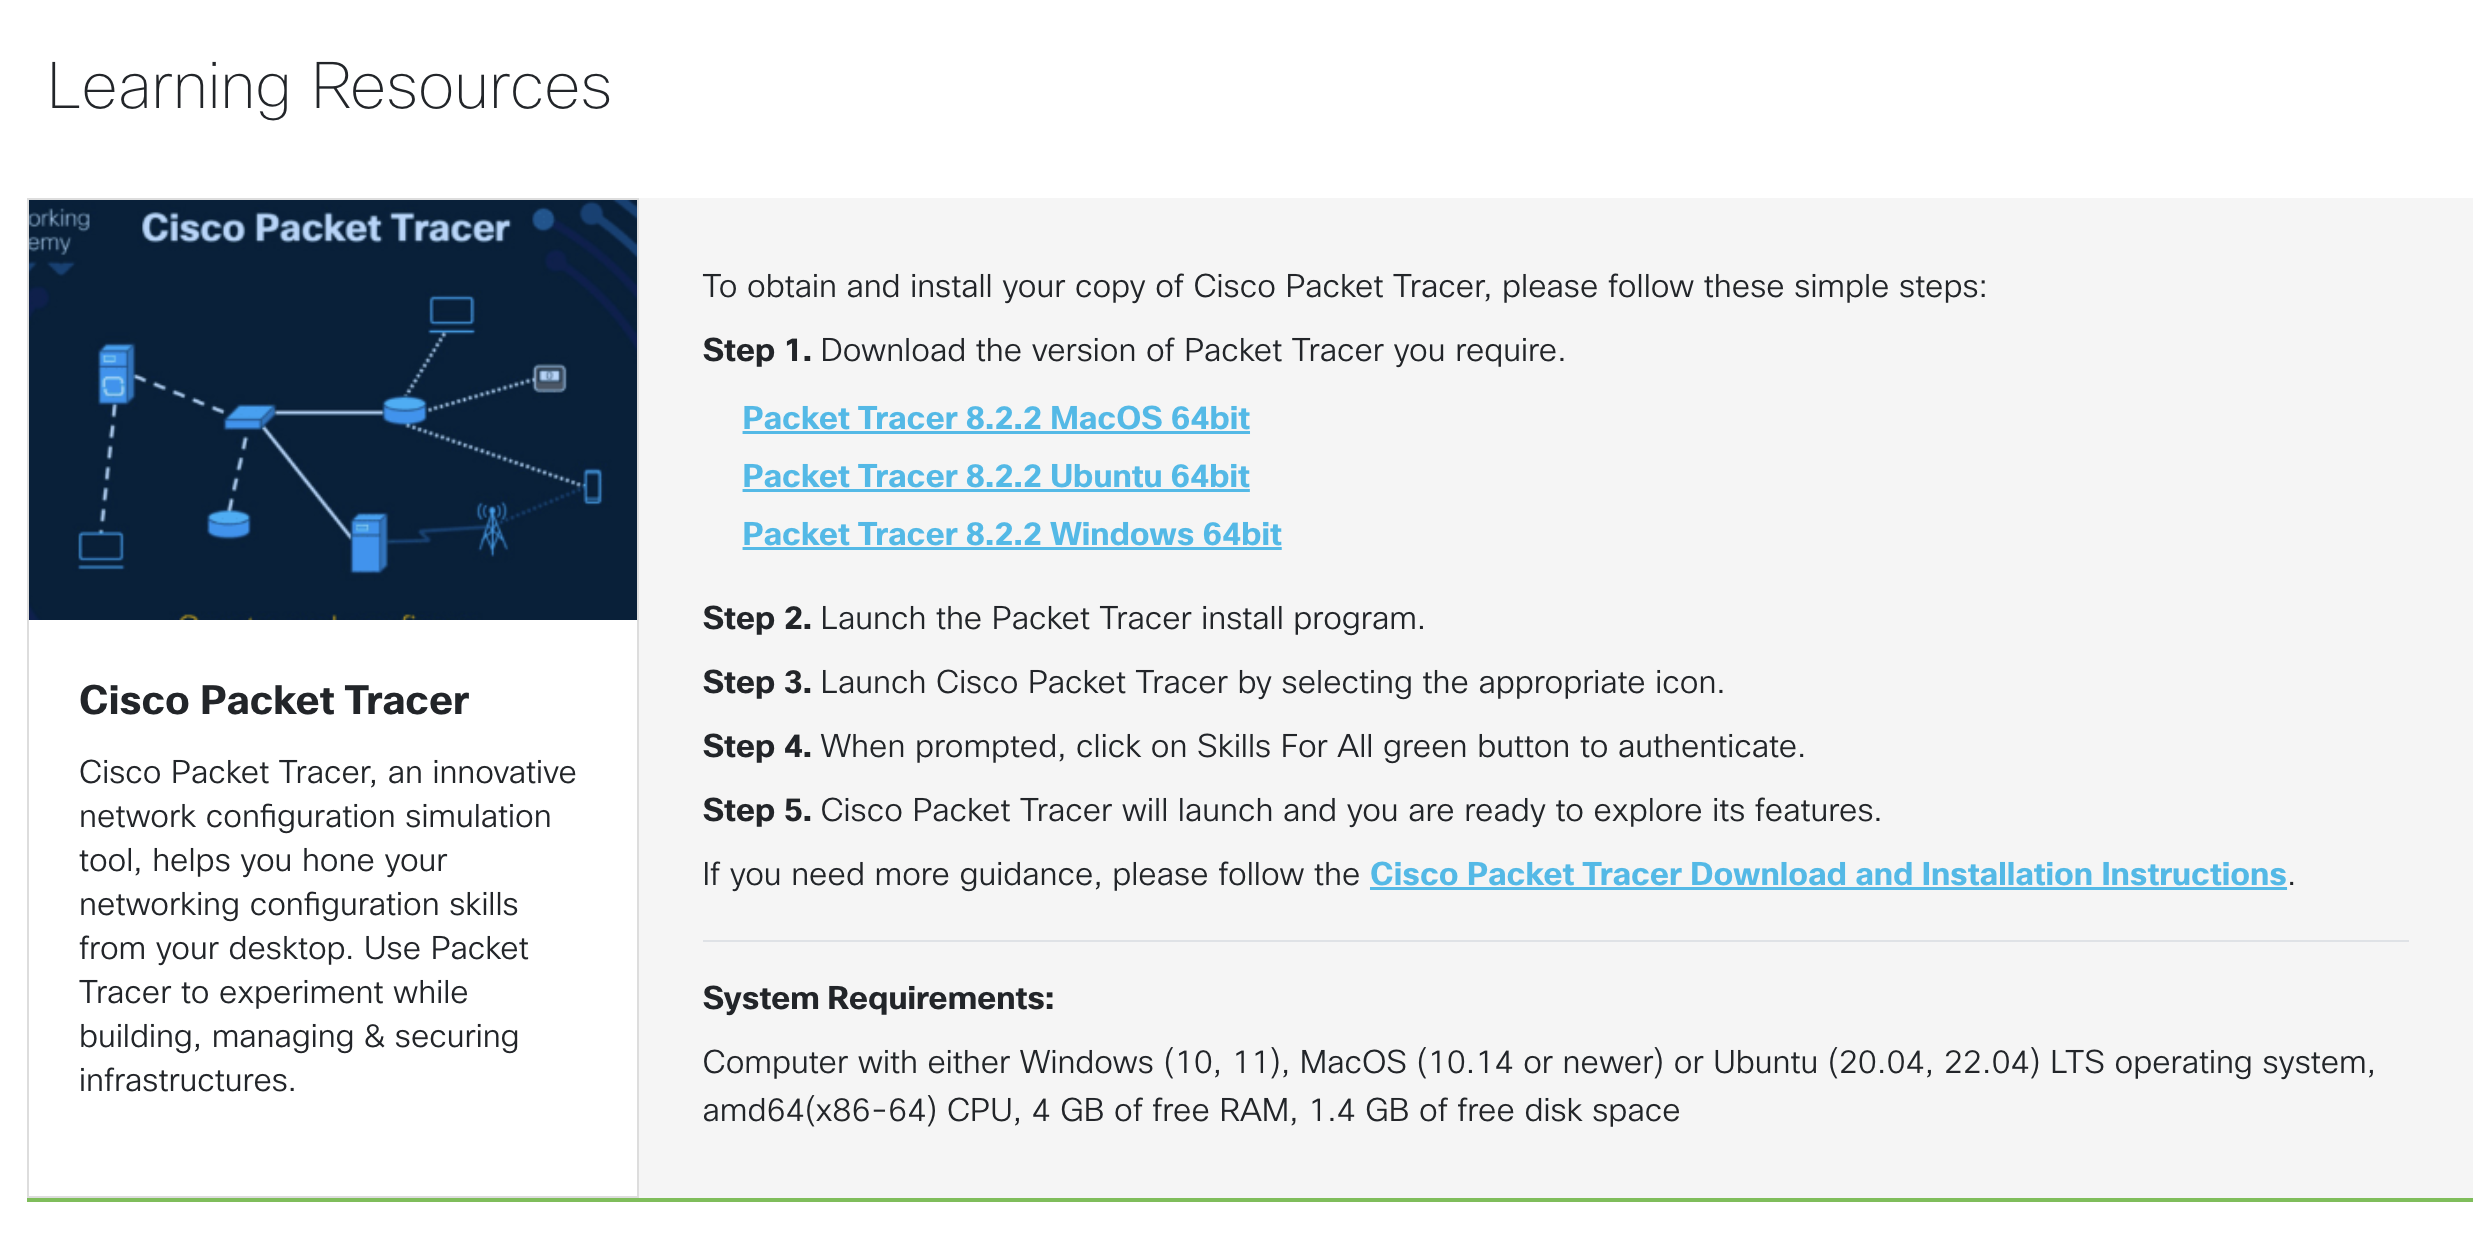 Learning Resources
orking
emy
Cisco Packet Tracer
Cisco Packet Tracer
Cisco Packet Tracer, an innovative
network configuration simulation
tool, helps you hone your
networking configuration skills
from your desktop. Use Packet
Tracer to experiment while
building, managing & securing
infrastructures.
To obtain and install your copy of Cisco Packet Tracer, please follow these simple steps:
Step 1. Download the version of Packet Tracer you require.
Packet Tracer 8.2.2 MacOS 64bit
Packet Tracer 8.2.2 Ubuntu 64bit
Packet Tracer 8.2.2 Windows 64bit
Step 2. Launch the Packet Tracer install program.
Step 3. Launch Cisco Packet Tracer by selecting the appropriate icon.
Step 4. When prompted, click on Skills For All green button to authenticate.
Step 5. Cisco Packet Tracer will launch and you are ready to explore its features.
If you need more guidance, please follow the Cisco Packet Tracer Download and Installation Instructions.
System Requirements:
Computer with either Windows (10, 11), MacOS (10.14 or newer) or Ubuntu (20.04, 22.04) LTS operating system,
amd64(x86-64) CPU, 4 GB of free RAM, 1.4 GB of free disk space